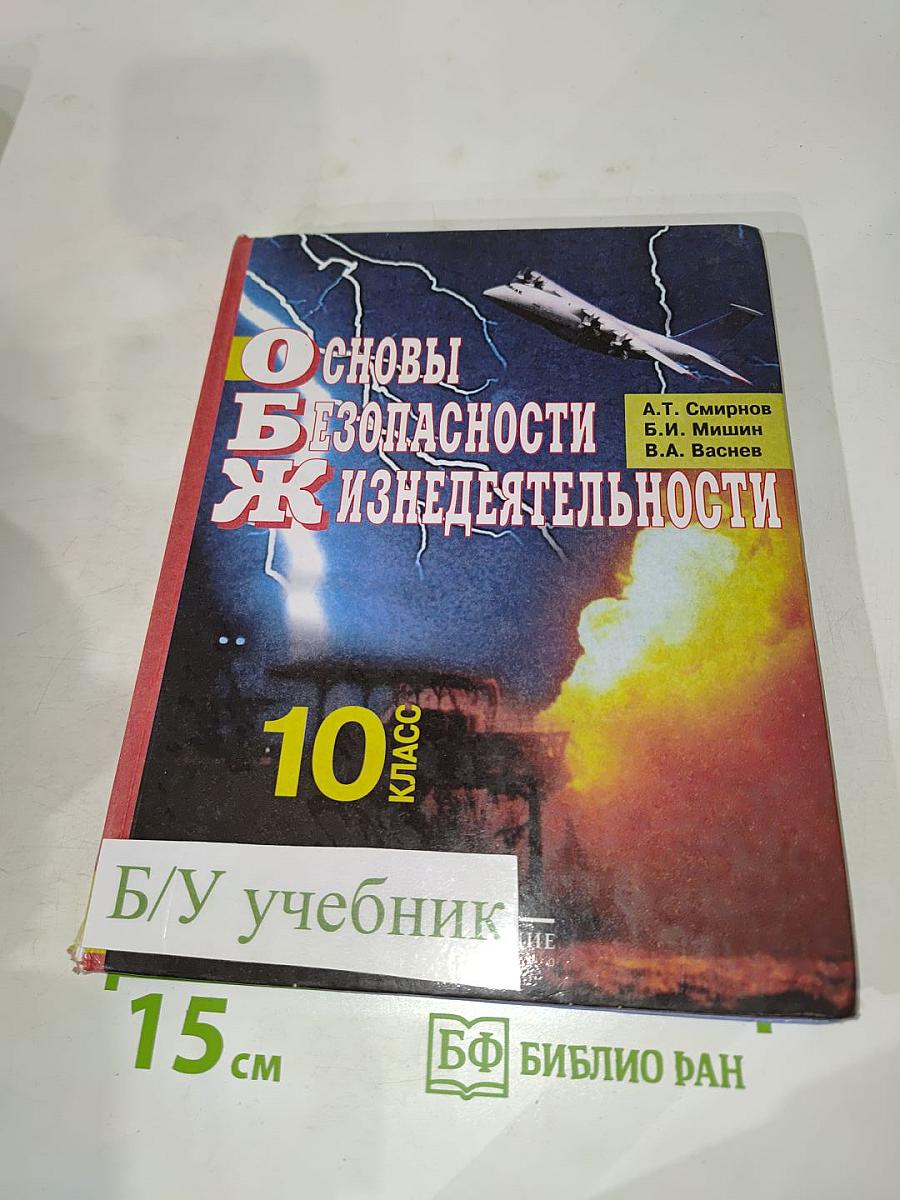 Основы
Безопасности
Жизнедеятельности
А.Т. Смирнов
Б.И. Мишин
В.А. Васнев
10
класс
Б/У учебник
15 см
БФ
БИБЛИО ФАН